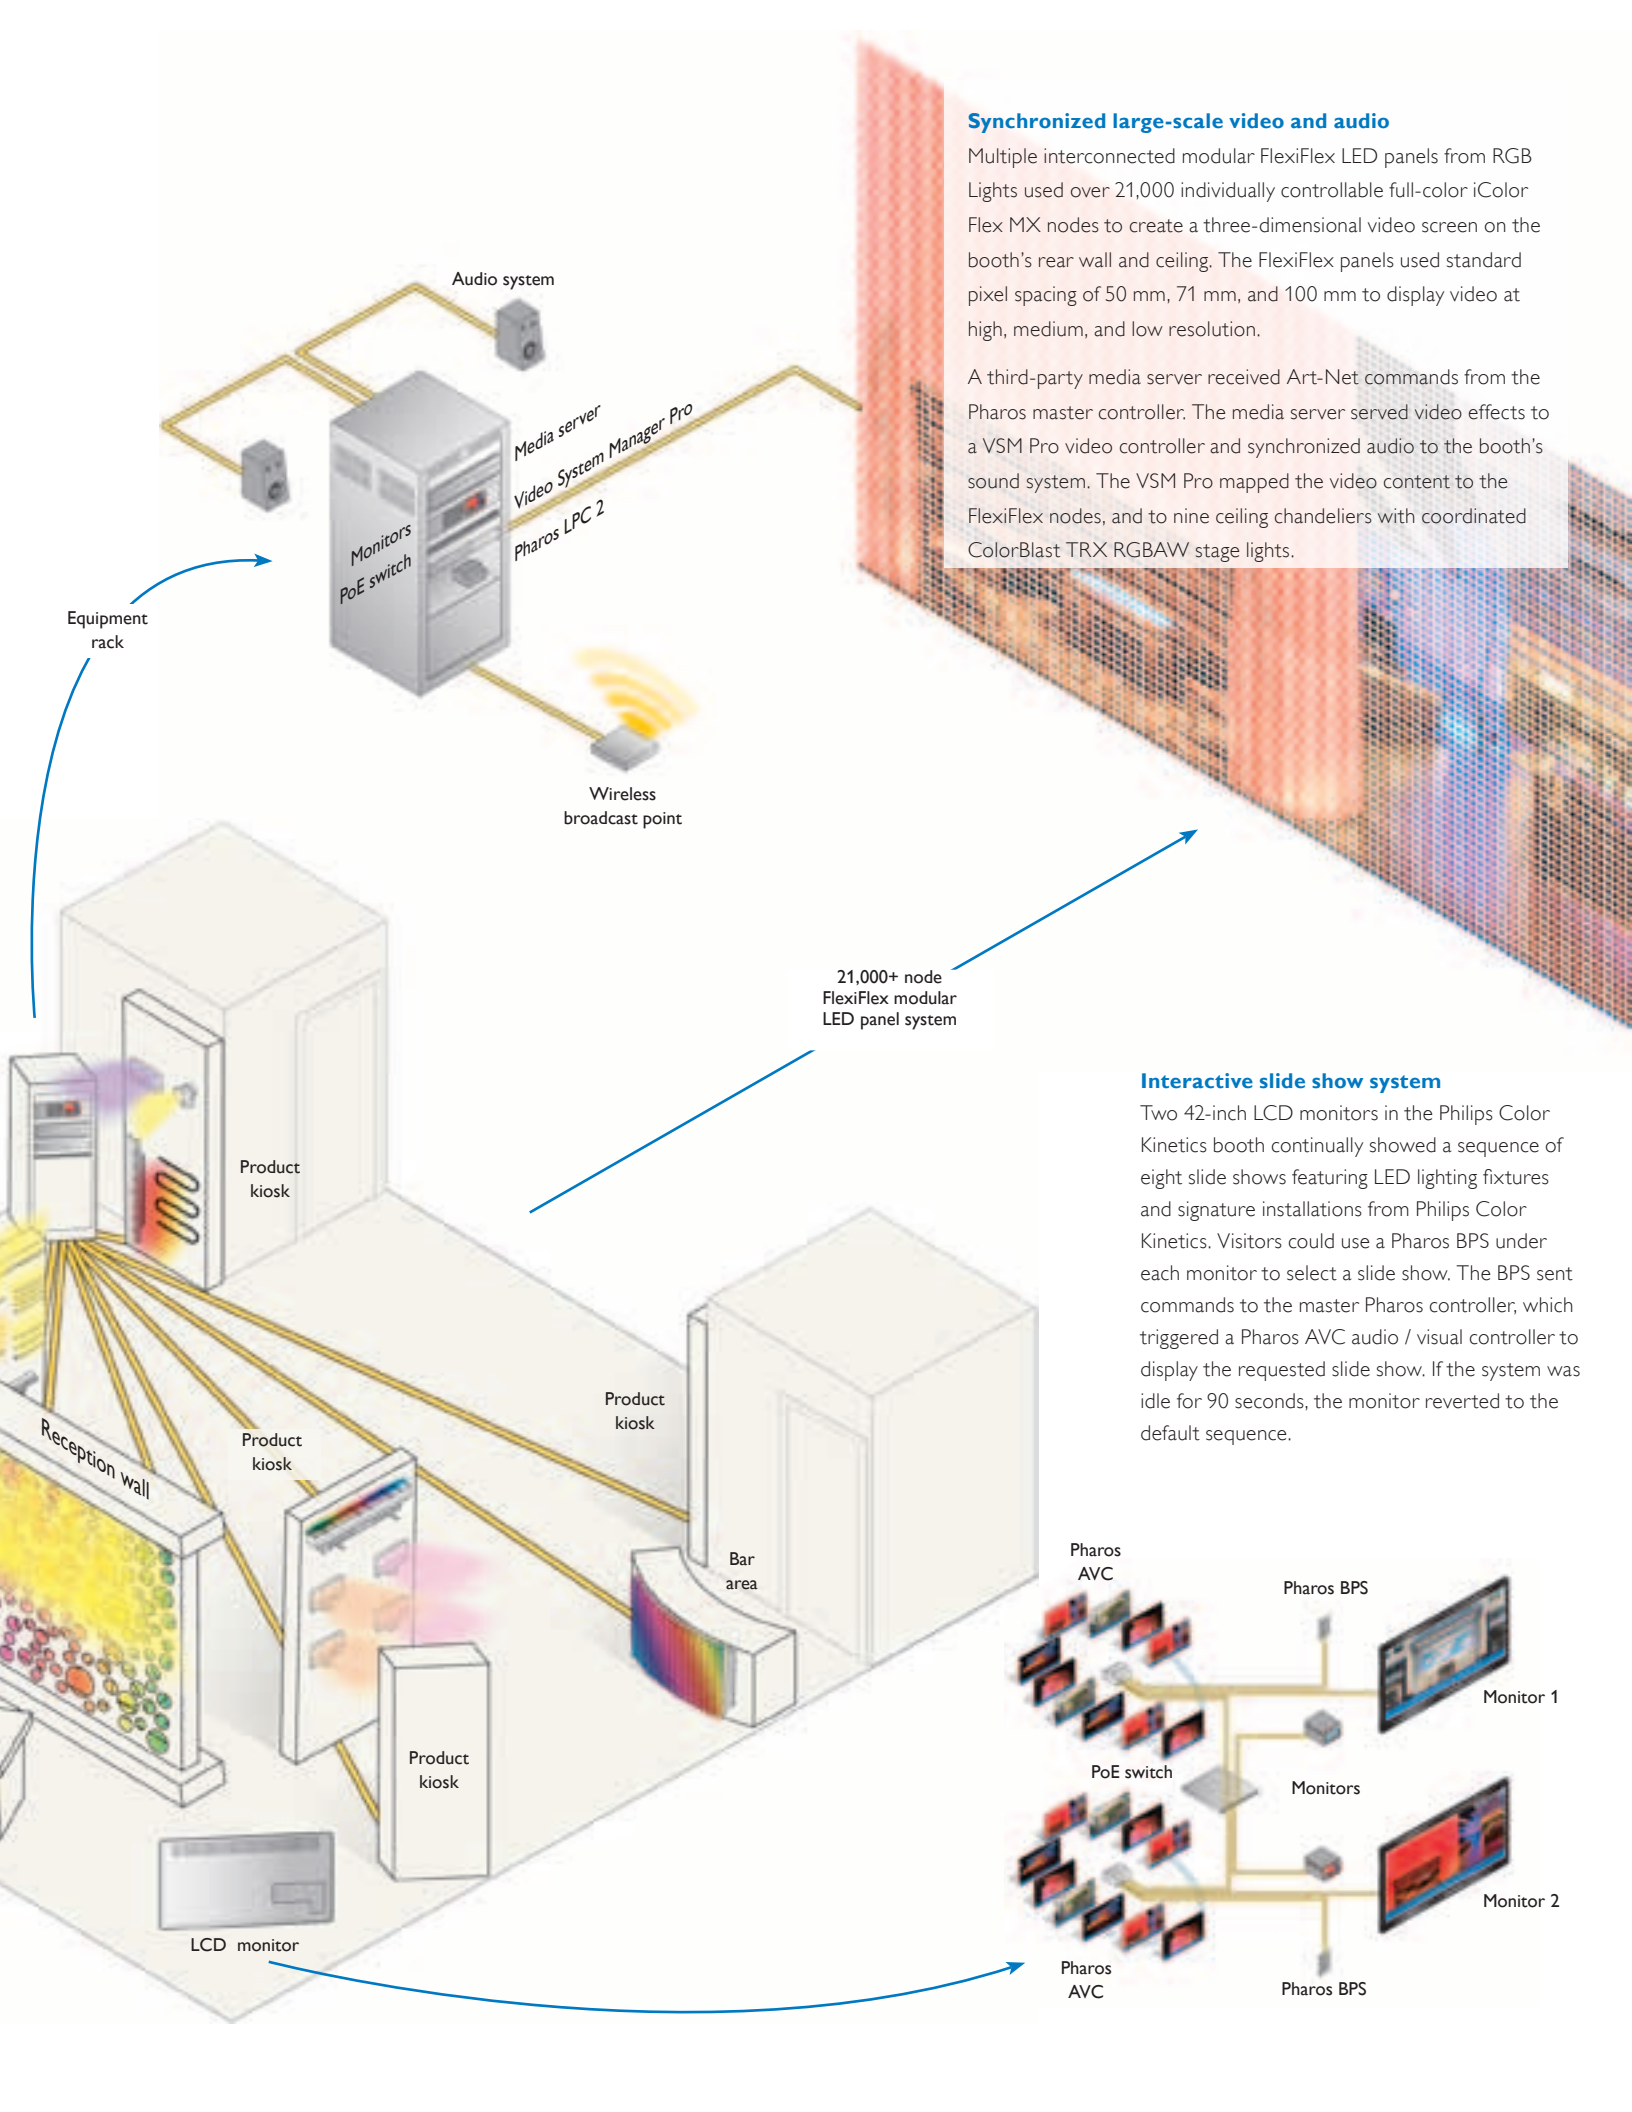 Synchronized large-scale video and audio
Multiple interconnected modular FlexiFlex LED panels from RGB
Lights used over 21,000 individually controllable full-color iColor
Flex MX nodes to create a three-dimensional video screen on the
booth's rear wall and ceiling. The FlexiFlex panels used standard
pixel spacing of 50 mm, 71 mm, and 100 mm to display video at
high, medium, and low resolution.
A third-party media server received Art-Net commands from the
Pharos master controller. The media server served video effects to
a VSM Pro video controller and synchronized audio to the booth's
sound system. The VSM Pro mapped the video content to the
FlexiFlex nodes, and to nine ceiling chandeliers with coordinated
ColorBlast TRX RGBAW stage lights.
Audio system
Media server
Video System Manager Pro
Pharos LPC 2
Monitors
PoE switch
Equipment
rack
Wireless
broadcast point
21,000+ node
FlexiFlex modular
LED panel system
Interactive slide show system
Two 42-inch LCD monitors in the Philips Color
Kinetics booth continually showed a sequence of
eight slide shows featuring LED lighting fixtures
and signature installations from Philips Color
Kinetics. Visitors could use a Pharos BPS under
each monitor to select a slide show. The BPS sent
commands to the master Pharos controller, which
triggered a Pharos AVC audio / visual controller to
display the requested slide show. If the system was
idle for 90 seconds, the monitor reverted to the
default sequence.
Product
kiosk
Product
kiosk
Reception wall
Product
kiosk
Bar
area
Product
kiosk
LCD monitor
Pharos
AVC
Pharos BPS
Monitor 1
PoE switch
Monitors
Monitor 2
Pharos
AVC
Pharos BPS